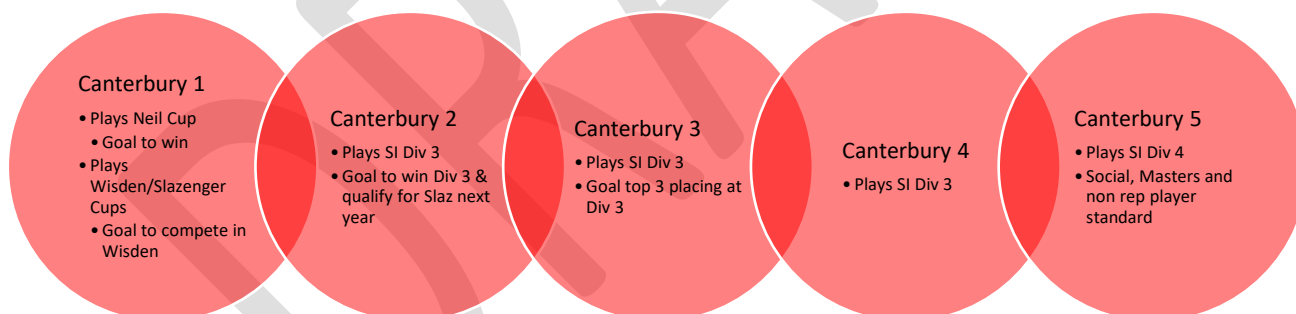 Canterbury 1
• Plays Neil Cup
• Goal to win
• Plays
Wisden/Slazenger
Cups
• Goal to compete in
Wisden
Canterbury 2
• Plays SI Div 3
• Goal to win Div 3 &
qualify for Slaz next
year
Canterbury 3
• Plays SI Div 3
• Goal top 3 placing at
Div 3
Canterbury 4
• Plays SI Div 3
Canterbury 5
• Plays SI Div 4
• Social, Masters and
non rep player
standard